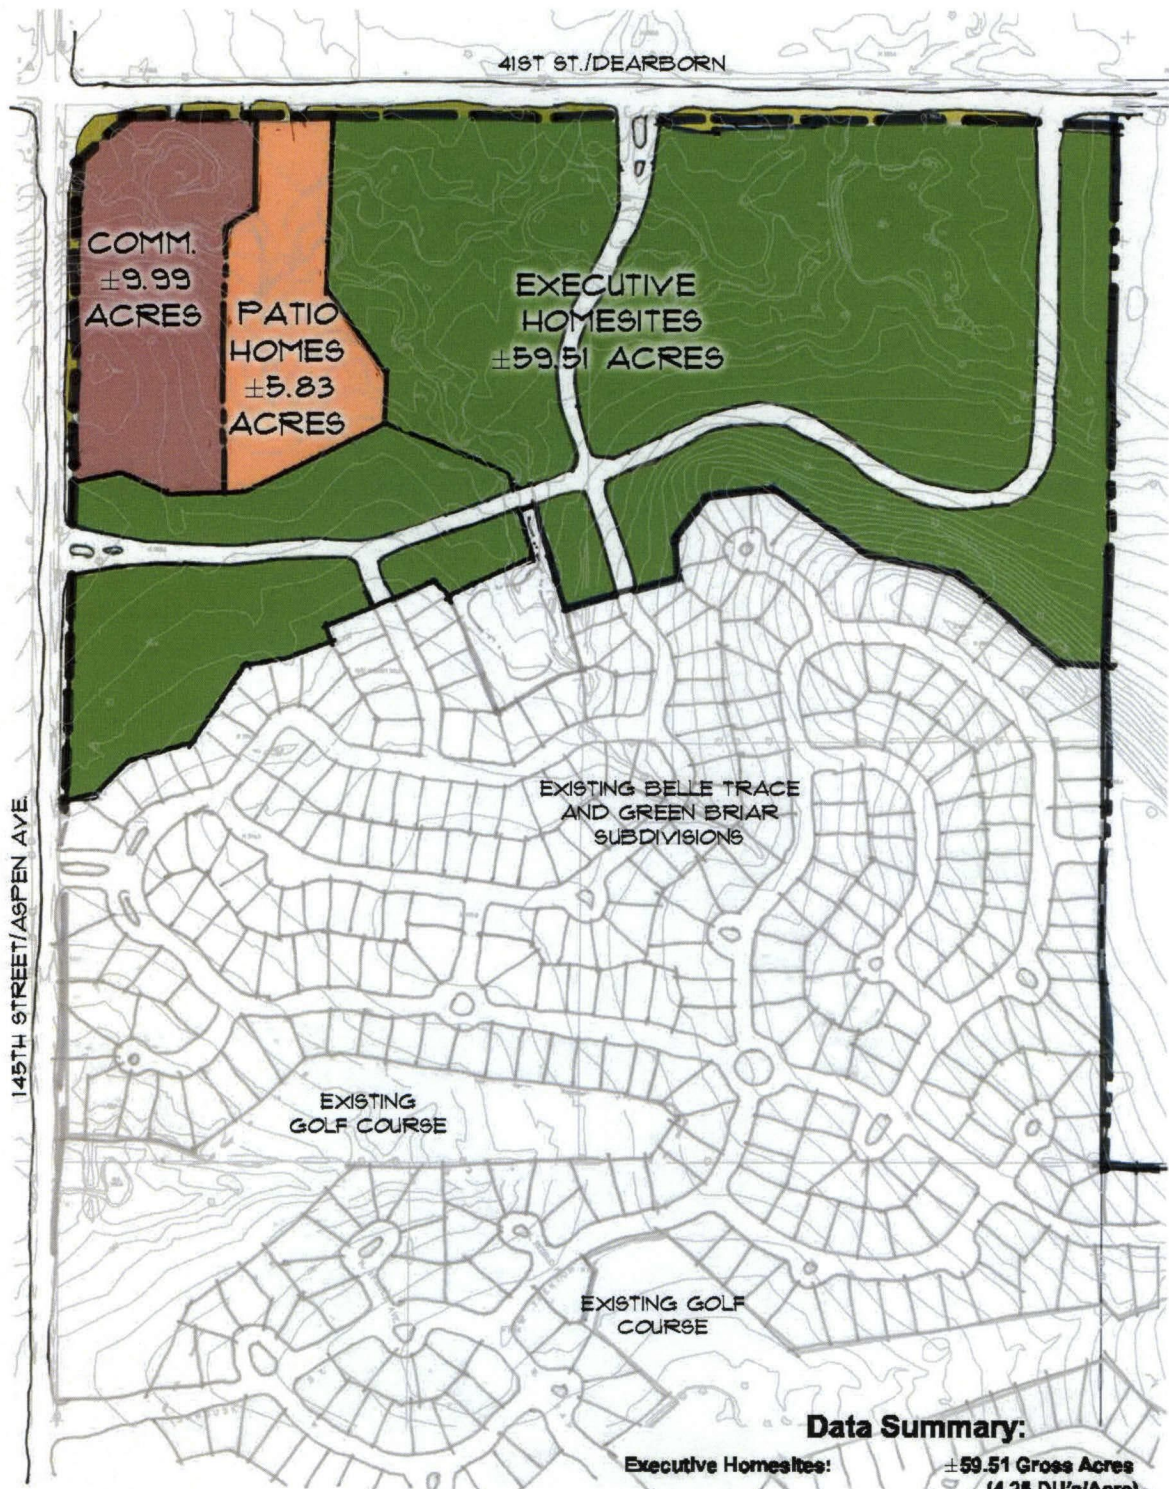 41ST ST./DEARBORN
COMM.
±9.99
ACRES
PATIO
HOMES
±5.83
ACRES
EXECUTIVE
HOMESITES
±59.51 ACRES
EXISTING BELLE TRACE
AND GREEN BRIAR
SUBDIVISIONS
145TH STREET/ASPEN AVE.
EXISTING
GOLF COURSE
EXISTING GOLF
COURSE
Data Summary:
Executive Homesites: ±59.51 Gross Acres